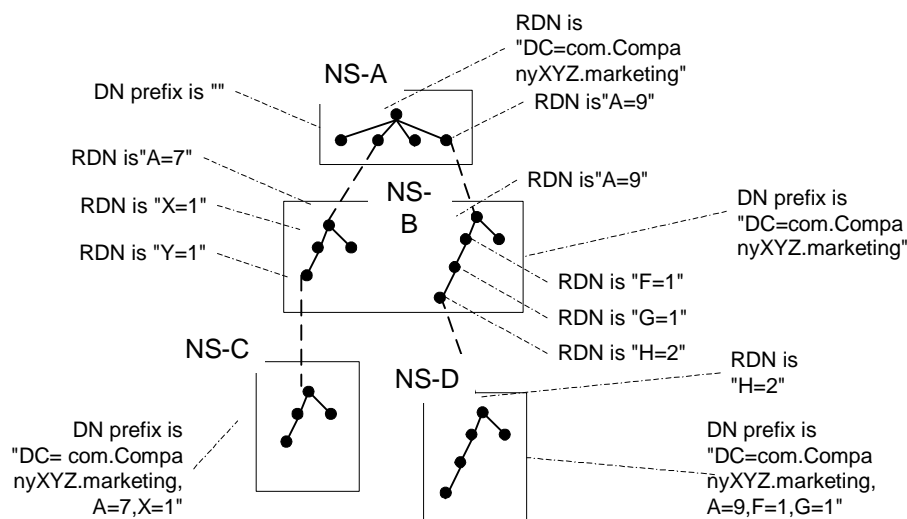 RDN is
"DC=com.Compa
nyXYZ.marketing"
NS-A
DN prefix is ""
RDN is"A=9"
RDN is"A=7"
NS-
B
RDN is"A=9"
RDN is "X=1"
DN prefix is
"DC=com.Compa
nyXYZ.marketing"
RDN is "Y=1"
RDN is "F=1"
RDN is "G=1"
RDN is "H=2"
NS-C
NS-D
RDN is
"H=2"
DN prefix is
"DC= com.Compa
nyXYZ.marketing,
A=7,X=1"
DN prefix is
"DC=com.Compa
nyXYZ.marketing,
A=9,F=1,G=1"